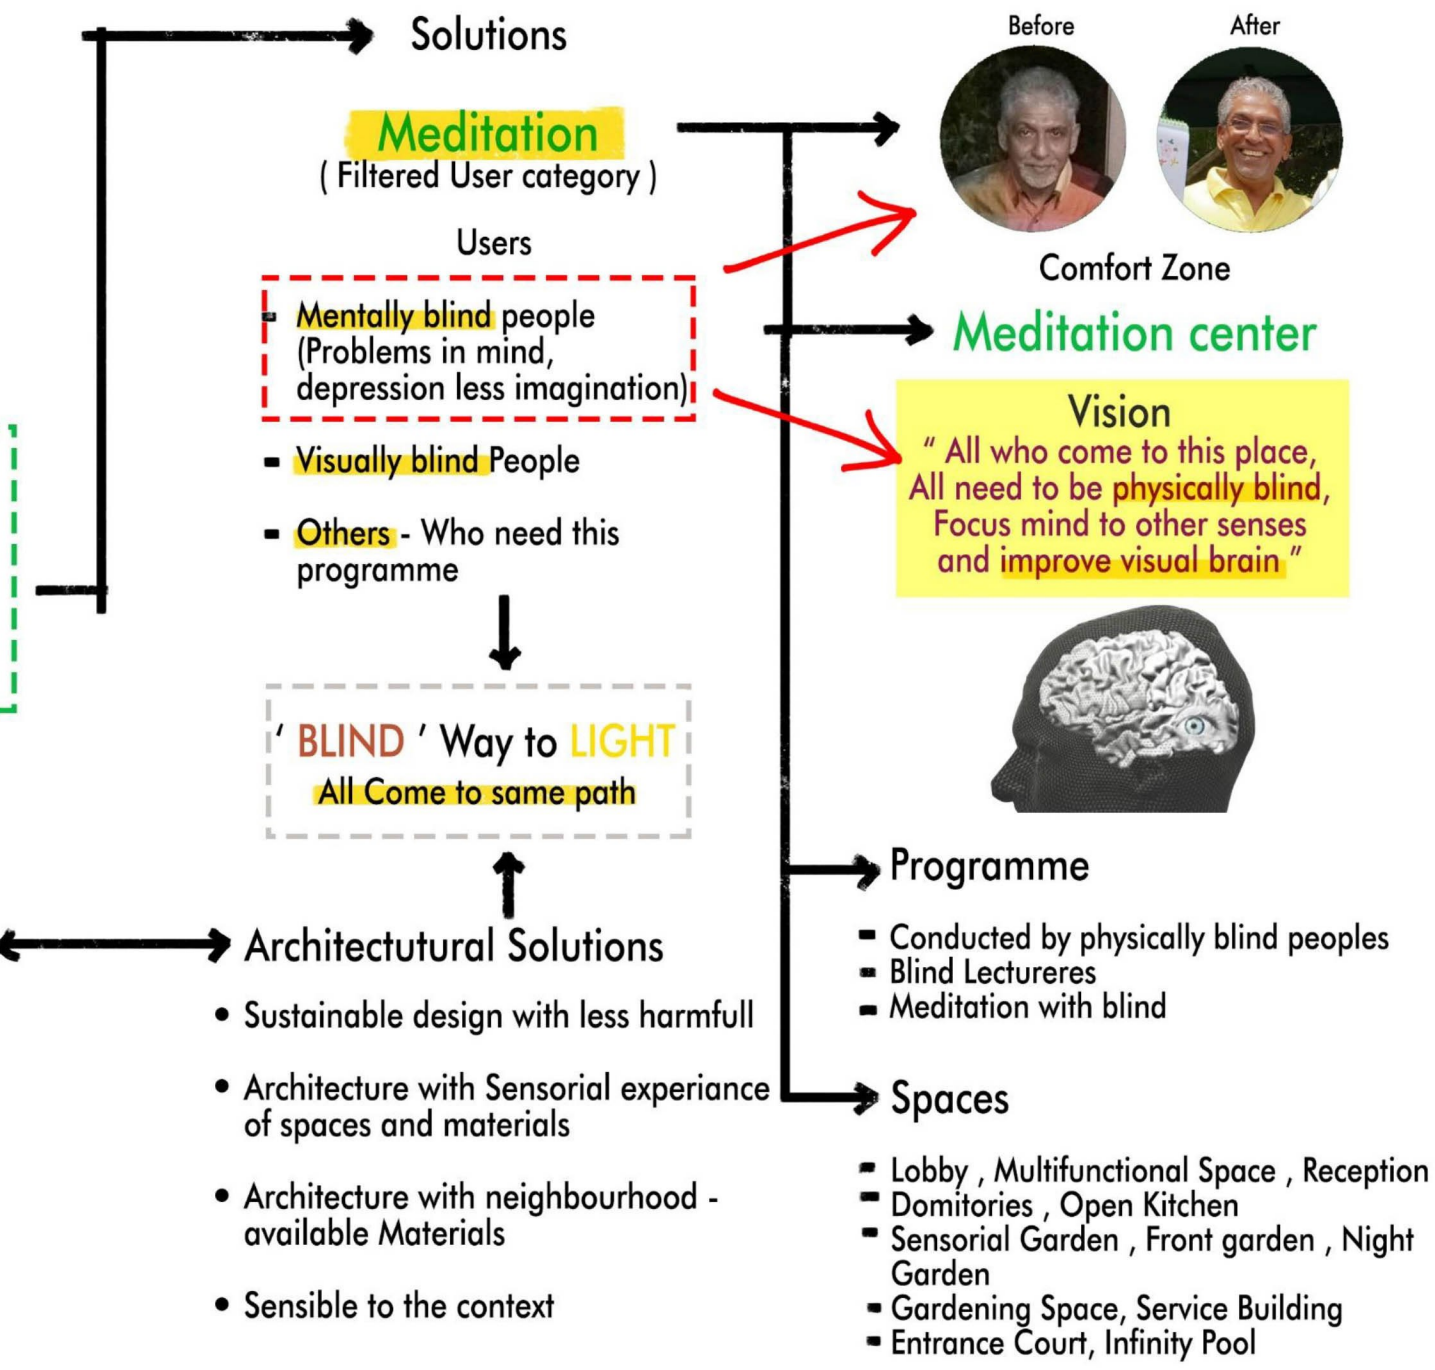 Solutions
Meditation
( Filtered User category )
Users
- Mentally blind people
(Problems in mind,
depression less imagination)
- Visually blind People
- Others - Who need this
programme
‘ BLIND ’ Way to LIGHT
All Come to same path
Architectutural Solutions
• Sustainable design with less harmfull
• Architecture with Sensorial experiance
of spaces and materials
• Architecture with neighbourhood -
available Materials
• Sensible to the context
Before
After
Comfort Zone
Meditation center
Vision
“ All who come to this place,
All need to be physically blind,
Focus mind to other senses
and improve visual brain ”
Programme
- Conducted by physically blind peoples
- Blind Lectureres
- Meditation with blind
Spaces
- Lobby , Multifunctional Space , Reception
- Domitories , Open Kitchen
- Sensorial Garden , Front garden , Night
Garden
- Gardening Space, Service Building
- Entrance Court, Infinity Pool